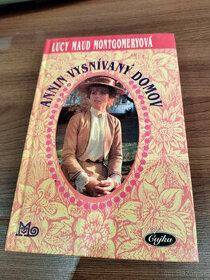 LUCY MAUD MONTGOMERYOVÁ
ANNIN VYSNÍVANÝ DOMOV
Čajka